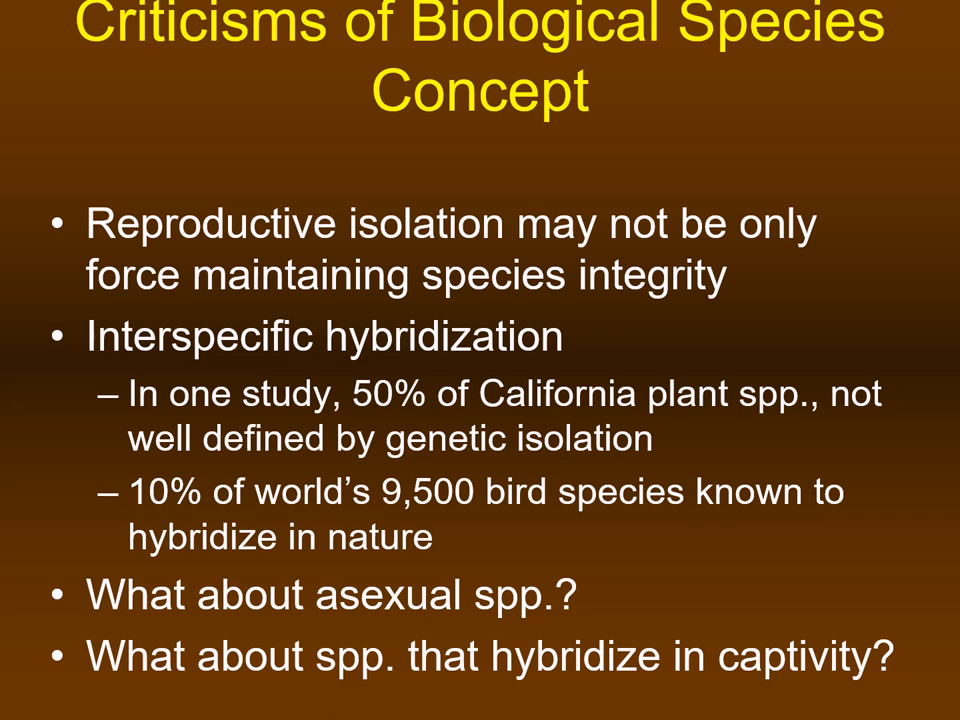 Criticisms of Biological Species
Concept
• Reproductive isolation may not be only
force maintaining species integrity
• Interspecific hybridization
– In one study, 50% of California plant spp., not
well defined by genetic isolation
– 10% of world’s 9,500 bird species known to
hybridize in nature
• What about asexual spp.?
• What about spp. that hybridize in captivity?